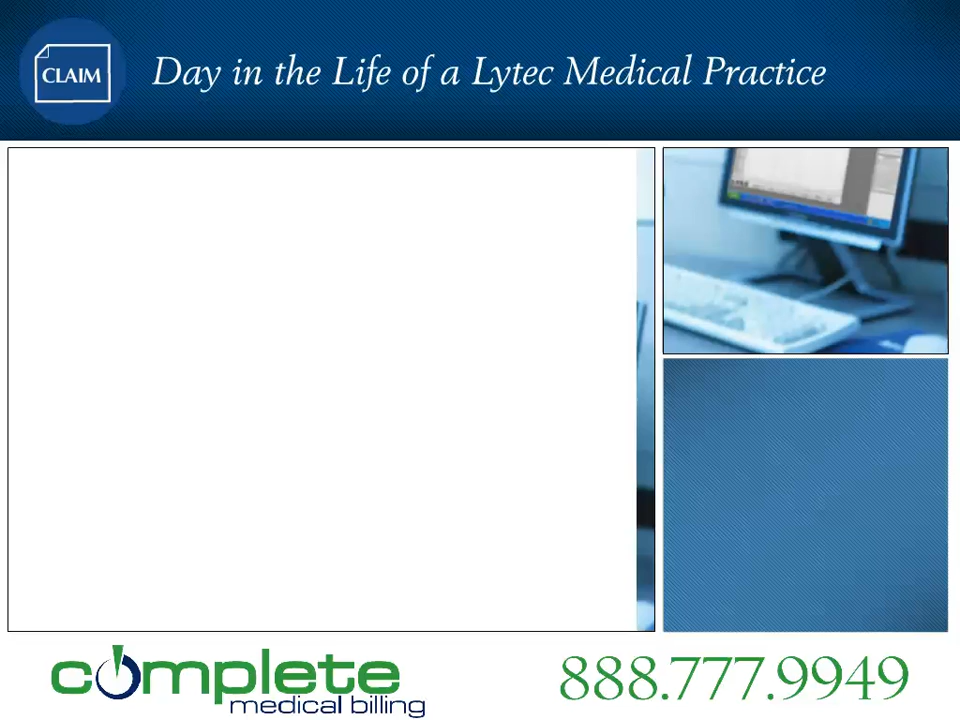 CLAIM
Day in the Life of a Lytec Medical Practice
complete
medical billing
888.777.9949